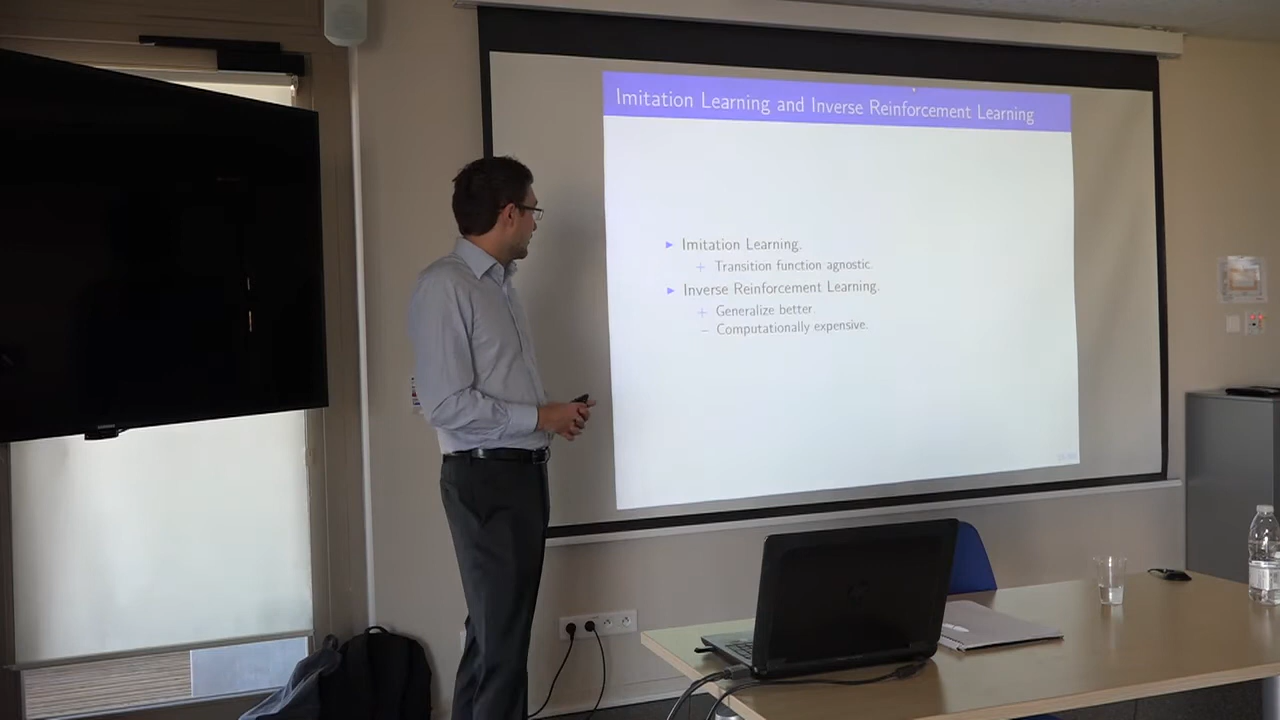 Imitation Learning and Inverse Reinforcement Learning
▶ Imitation Learning.
+ Transition function agnostic.
▶ Inverse Reinforcement Learning.
+ Generalize better.
− Computationally expensive.